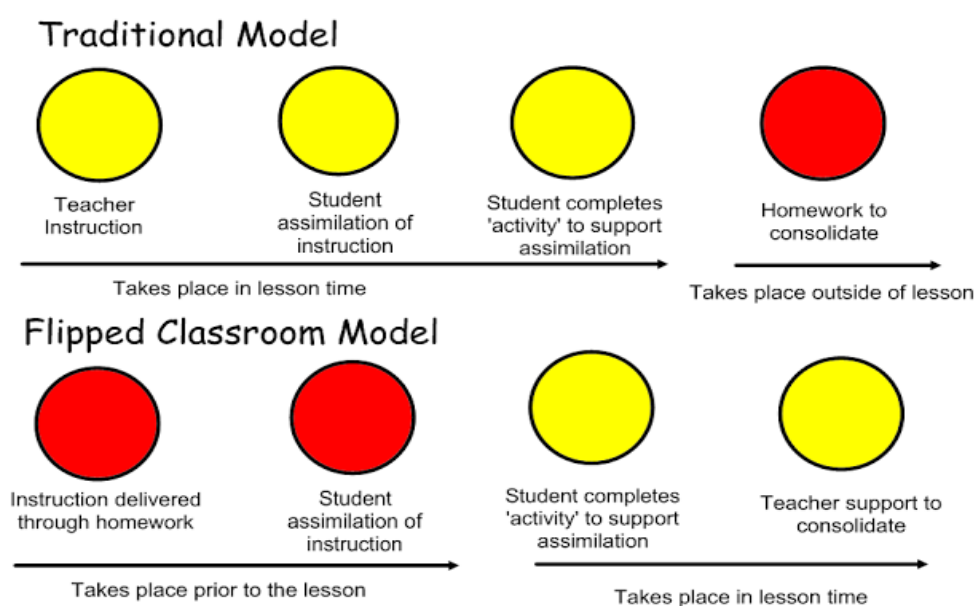 Traditional Model
Teacher
Instruction
Student
assimilation of
instruction
Student completes
'activity' to support
assimilation
Homework to
consolidate
Takes place in lesson time
Takes place outside of lesson
Flipped Classroom Model
Instruction delivered
through homework
Student
assimilation of
instruction
Student completes
'activity' to support
assimilation
Teacher support to
consolidate
Takes place prior to the lesson
Takes place in lesson time